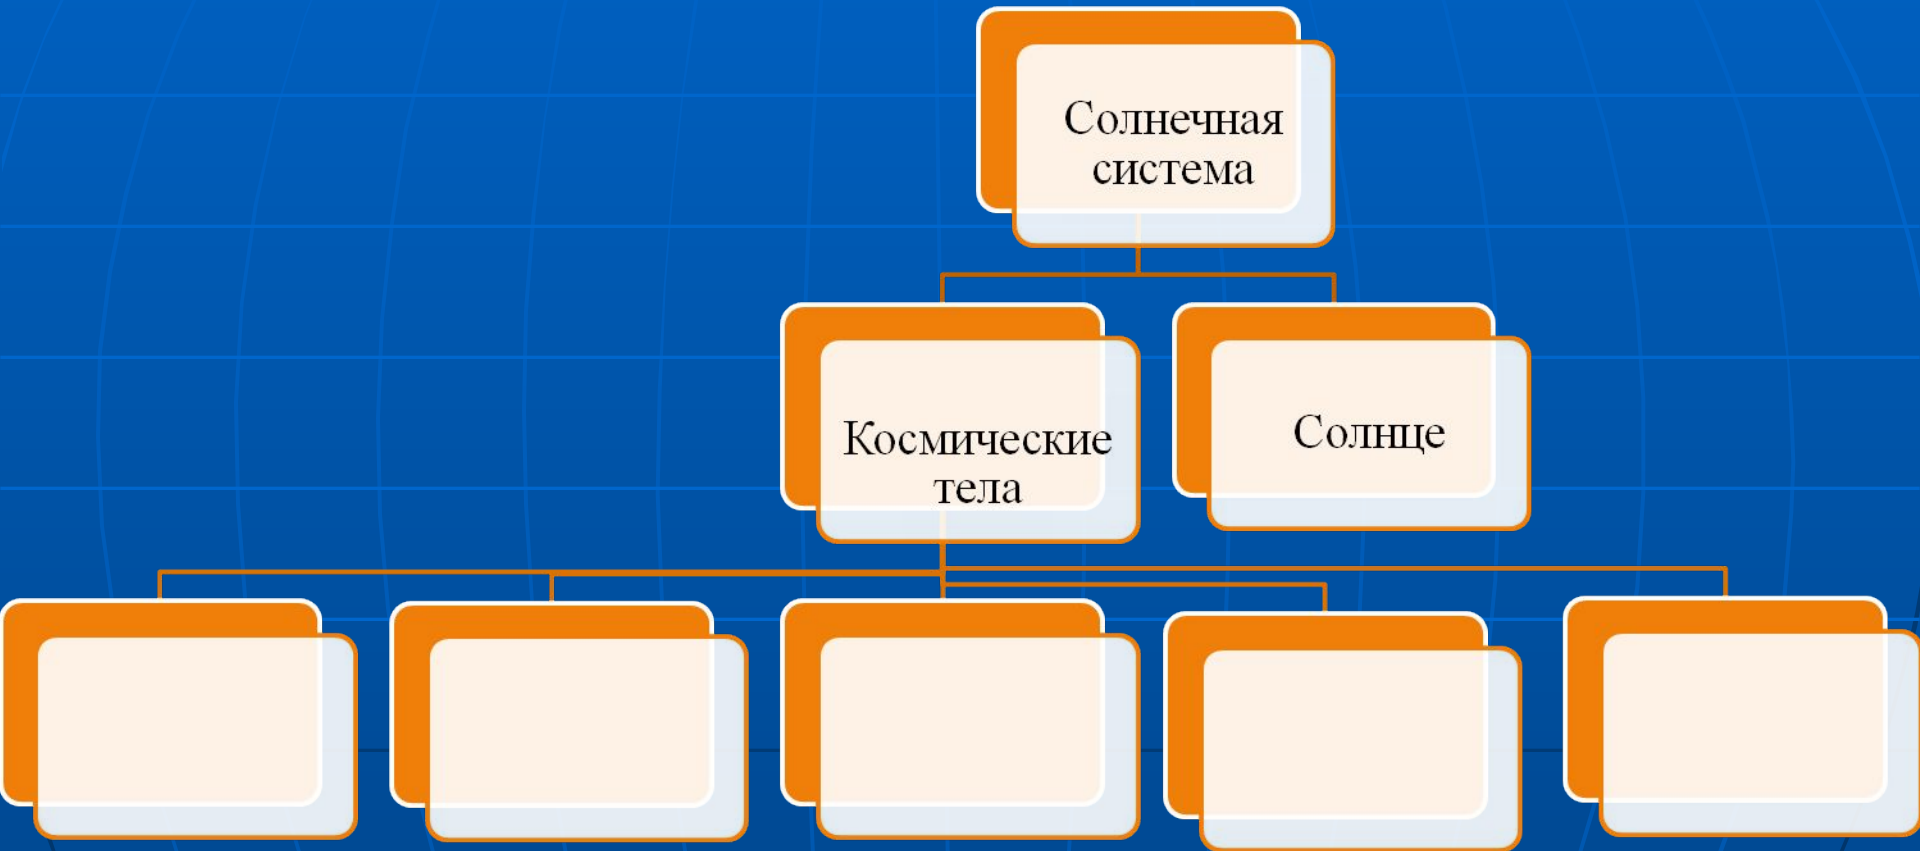 Солнечная
система
Космические
тела
Солнце